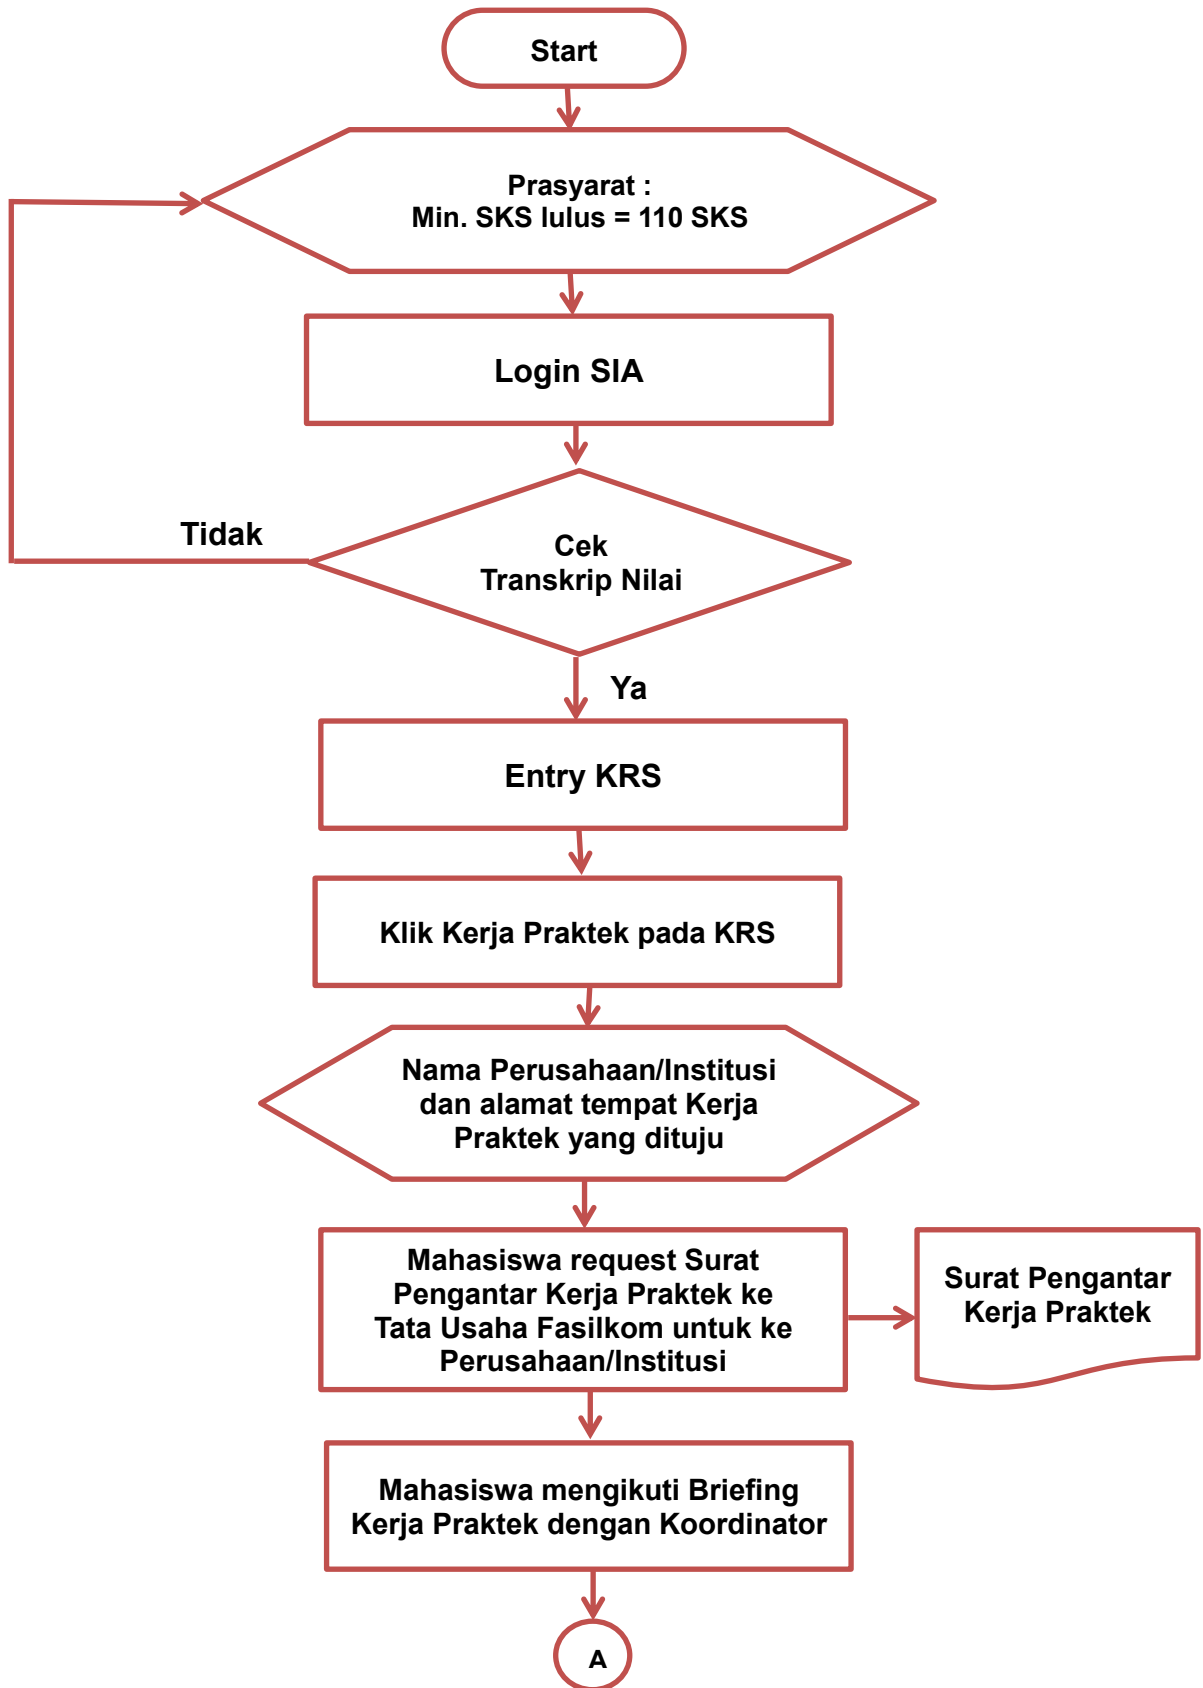 Start
Prasyarat :
Min. SKS lulus = 110 SKS
Login SIA
Tidak
Cek
Transkrip Nilai
Ya
Entry KRS
Klik Kerja Praktek pada KRS
Nama Perusahaan/Institusi
dan alamat tempat Kerja
Praktek yang dituju
Mahasiswa request Surat
Pengantar Kerja Praktek ke
Tata Usaha Fasilkom untuk ke
Perusahaan/Institusi
Surat Pengantar
Kerja Praktek
Mahasiswa mengikuti Briefing
Kerja Praktek dengan Koordinator
A